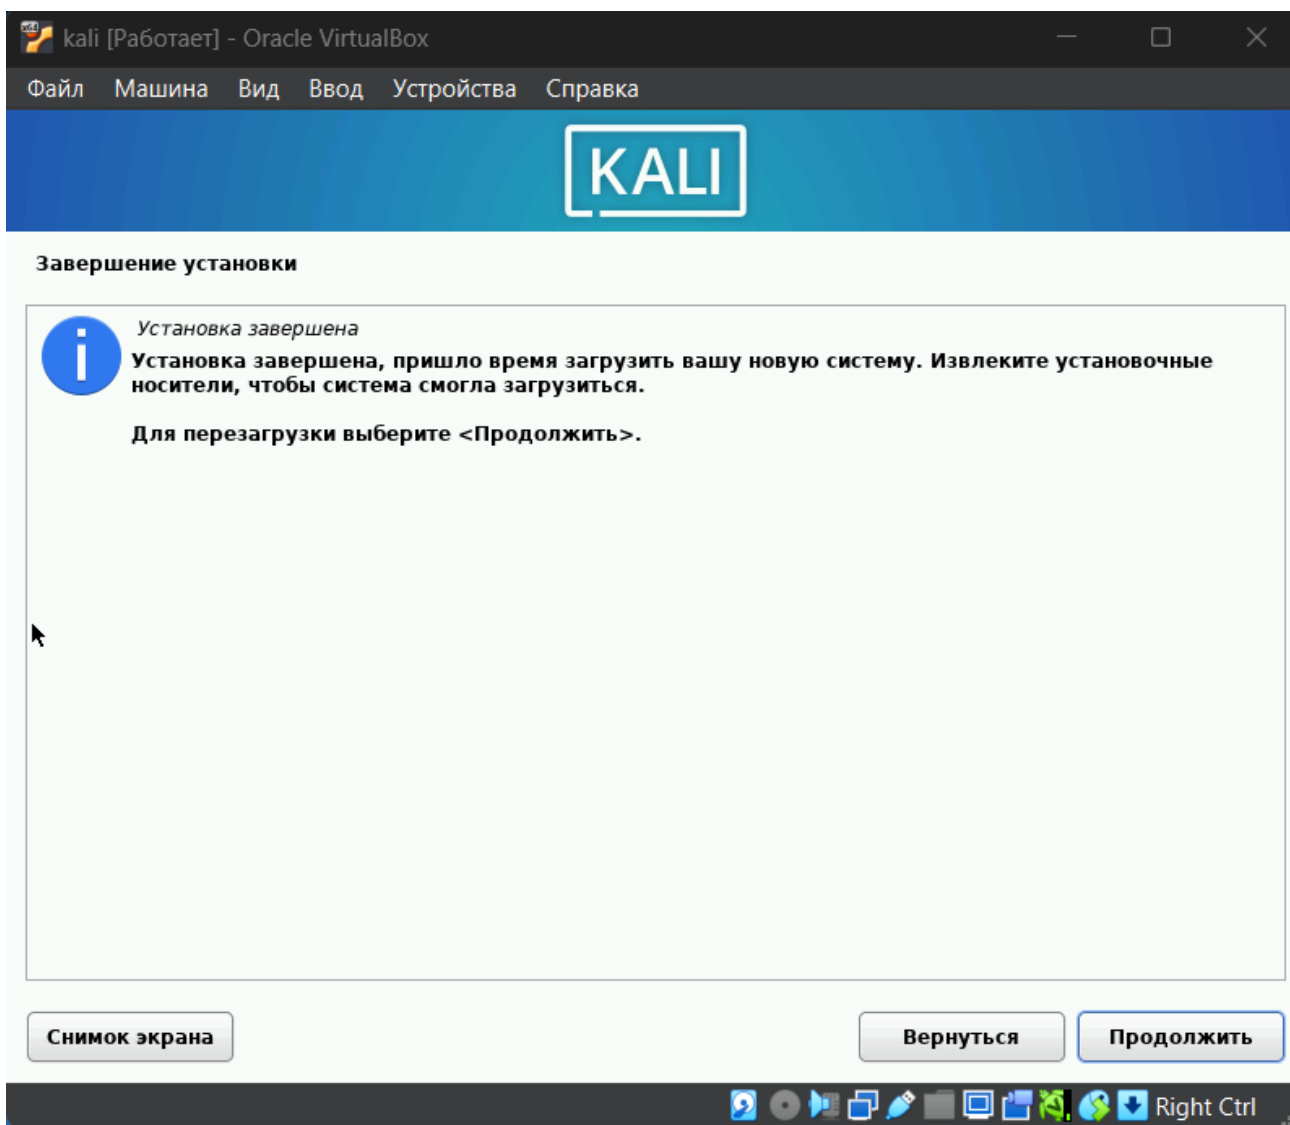 kali [Работает] - Oracle VirtualBox
Файл Машина Вид Ввод Устройства Справка
KALI
Завершение установки
Установка завершена
Установка завершена, пришло время загрузить вашу новую систему. Извлеките установочные
носители, чтобы система смогла загрузиться.
Для перезагрузки выберите <Продолжить>.
Снимок экрана
Вернуться
Продолжить
Right Ctrl